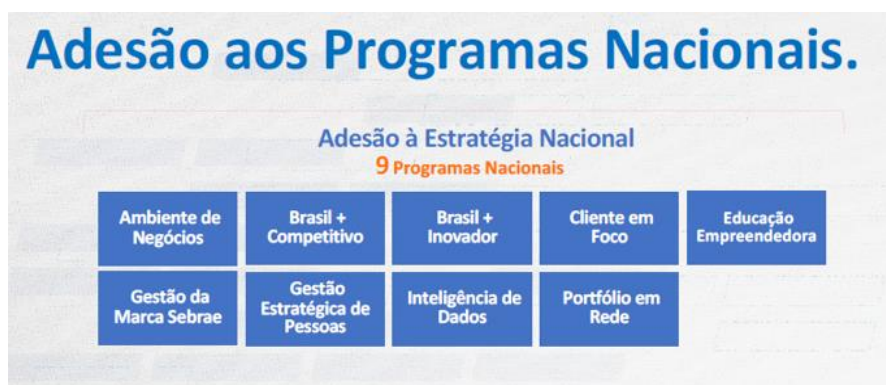 Adesão aos Programas Nacionais.
Adesão à Estratégia Nacional
9 Programas Nacionais
Ambiente de
Negócios
Brasil +
Competitivo
Brasil +
Inovador
Cliente em
Foco
Educação
Empreendedora
Gestão da
Marca Sebrae
Gestão
Estratégica de
Pessoas
Inteligência de
Dados
Portfólio em
Rede